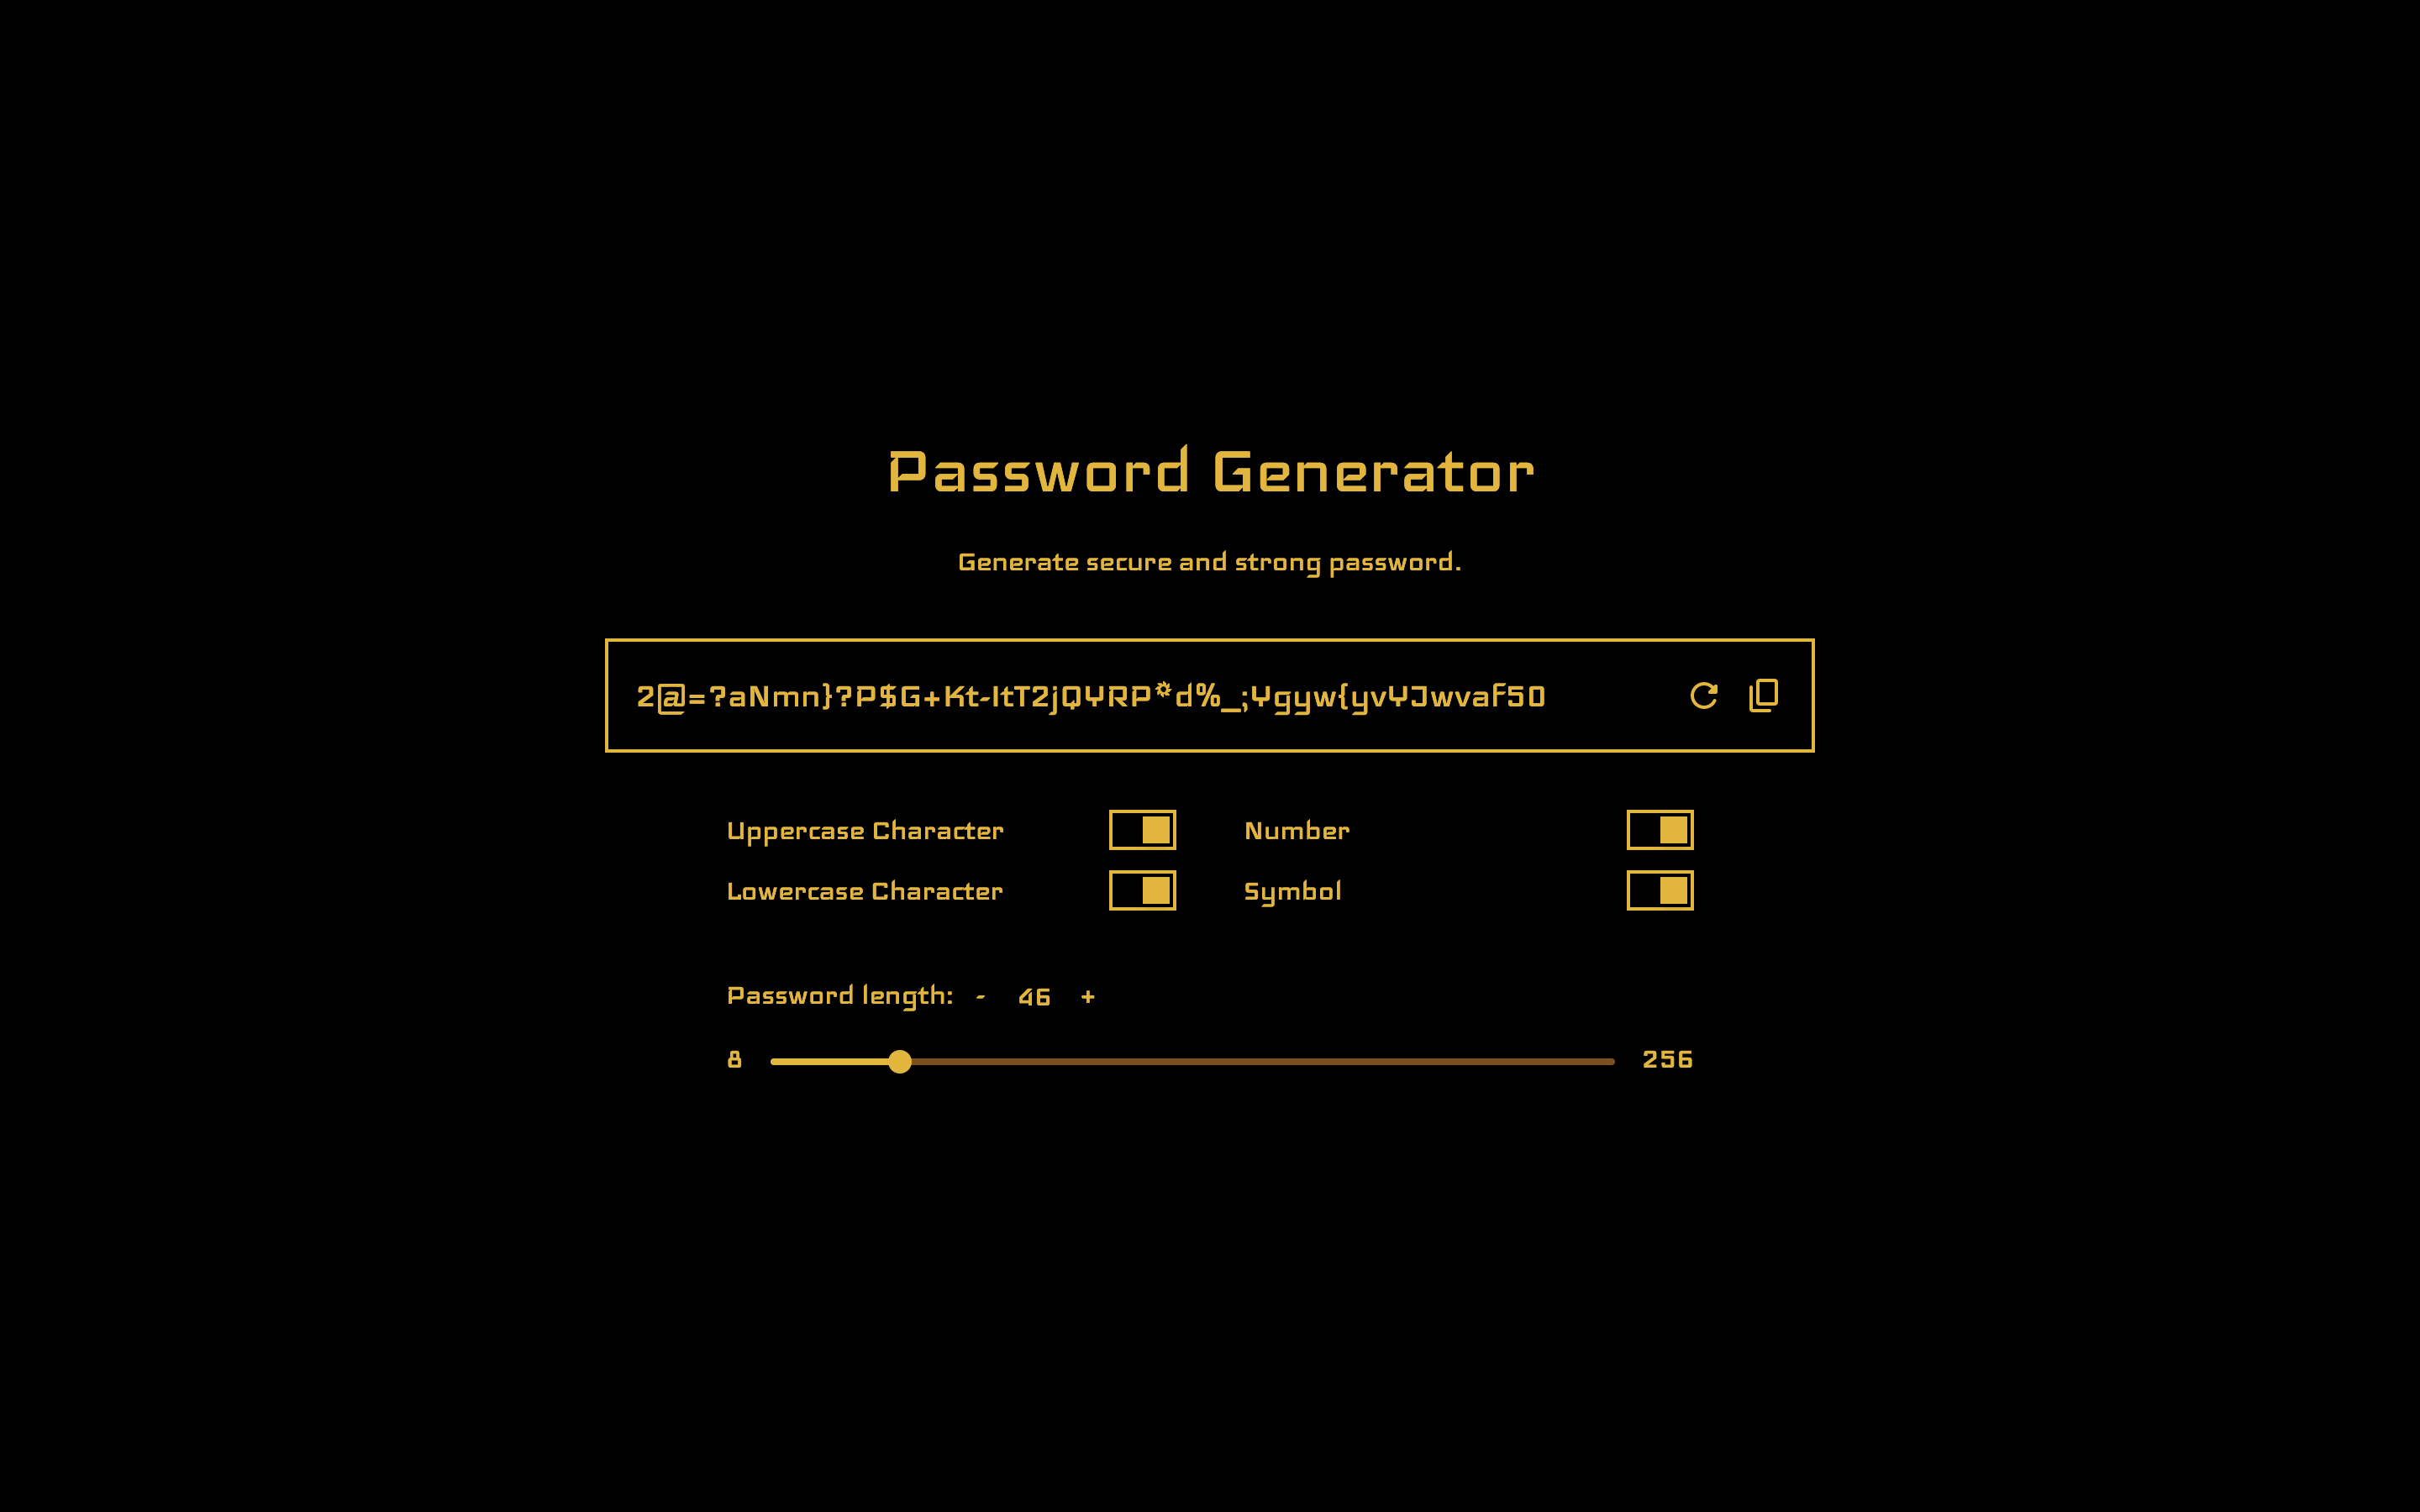 Password Generator
Generate secure and strong password.
2@=?aNmn}?P$G+Kt-ItT2jQYRP*d%_;Ygyw{yvYJwvaf50
Uppercase Character
Number
Lowercase Character
Symbol
Password length: - 46 +
8 256